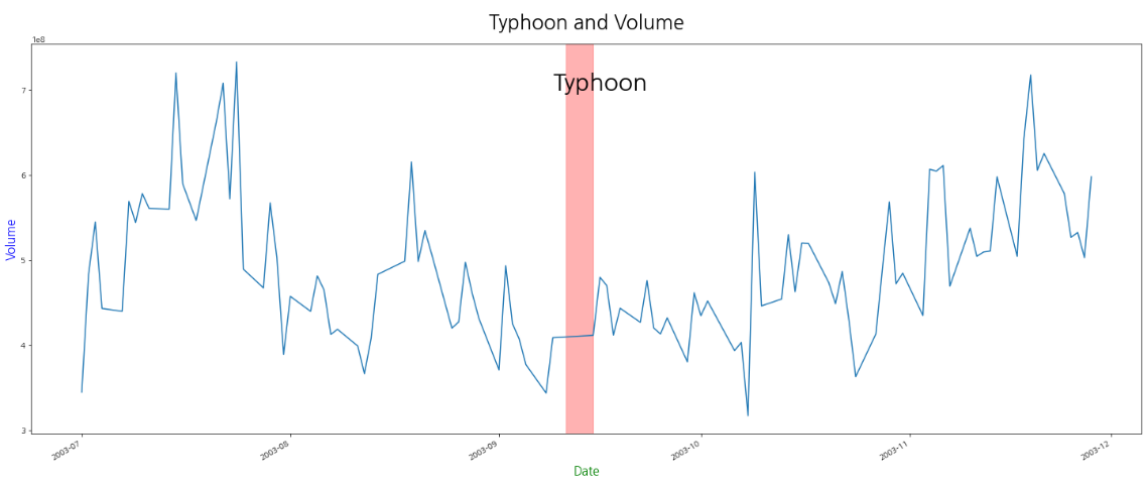 Typhoon and Volume
1e8
Typhoon
7
6
5
4
3
Volume
2003-07
2003-08
2003-09
2003-10
2003-11
2003-12
Date